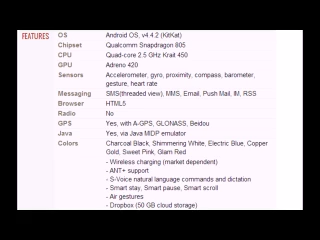 FEATURES
OS Android OS, v4.4.2 (KitKat)
Chipset Qualcomm Snapdragon 805
CPU Quad-core 2.5 GHz Krait 450
GPU Adreno 420
Sensors Accelerometer, gyro, proximity, compass, barometer,
gesture, heart rate
Messaging SMS(threaded view), MMS, Email, Push Mail, IM, RSS
Browser HTML5
Radio No
GPS Yes, with A-GPS, GLONASS, Beidou
Java Yes, via Java MIDP emulator
Colors Charcoal Black, Shimmering White, Electric Blue, Copper
Gold, Sweet Pink, Glam Red
- Wireless charging (market dependent)
- ANT+ support
- S-Voice natural language commands and dictation
- Smart stay, Smart pause, Smart scroll
- Air gestures
- Dropbox (50 GB cloud storage)